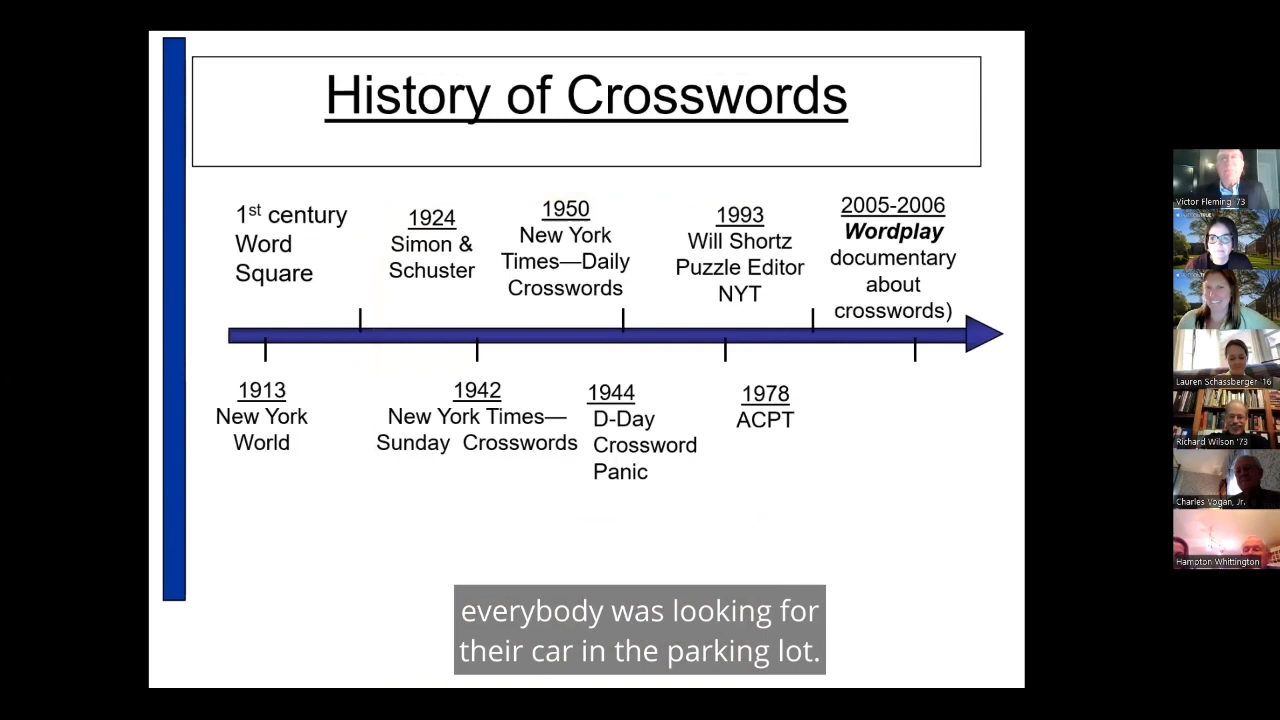 History of Crosswords
1st century
Word
Square
1924
Simon &
Schuster
1950
New York
Times—Daily
Crosswords
1993
Will Shortz
Puzzle Editor
NYT
2005-2006
Wordplay
documentary
about
crosswords)
1913
New York
World
1942
New York Times—
Sunday Crosswords
1944
D-Day
Crossword
Panic
1978
ACPT
everybody was looking for
their car in the parking lot.
Victor Fleming '73
Lauren Schassberger '16
Richard Wilson '73
Charles Vogan, Jr.
Hampton Whittington